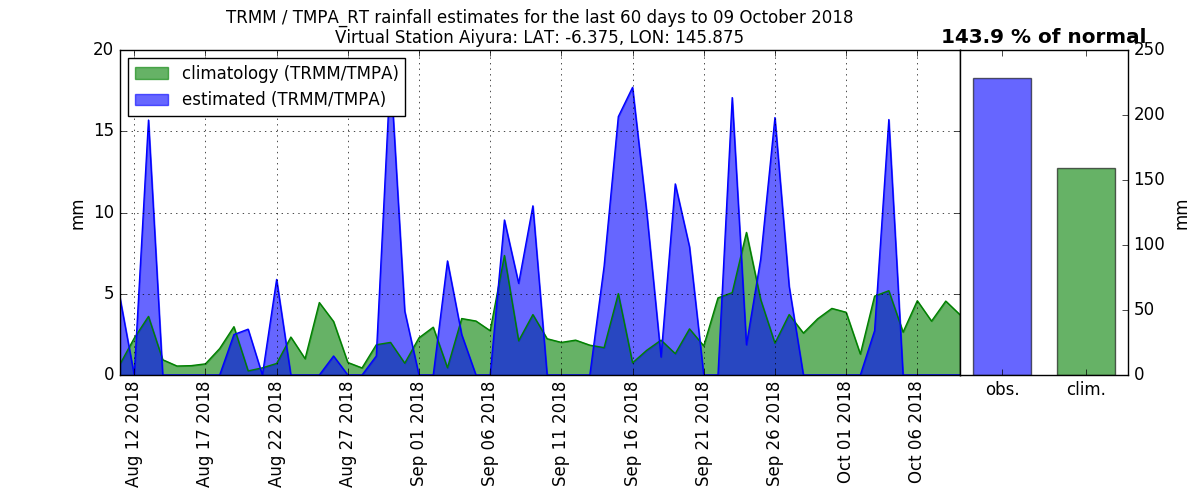 TRMM / TMPA_RT rainfall estimates for the last 60 days to 09 October 2018
Virtual Station Aiyura: LAT: -6.375, LON: 145.875
143.9 % of normal
climatology (TRMM/TMPA)
estimated (TRMM/TMPA)
20
15
10
5
0
mm
250
200
150
100
50
0
mm
obs.
clim.
Aug 12 2018
Aug 17 2018
Aug 22 2018
Aug 27 2018
Sep 01 2018
Sep 06 2018
Sep 11 2018
Sep 16 2018
Sep 21 2018
Sep 26 2018
Oct 01 2018
Oct 06 2018